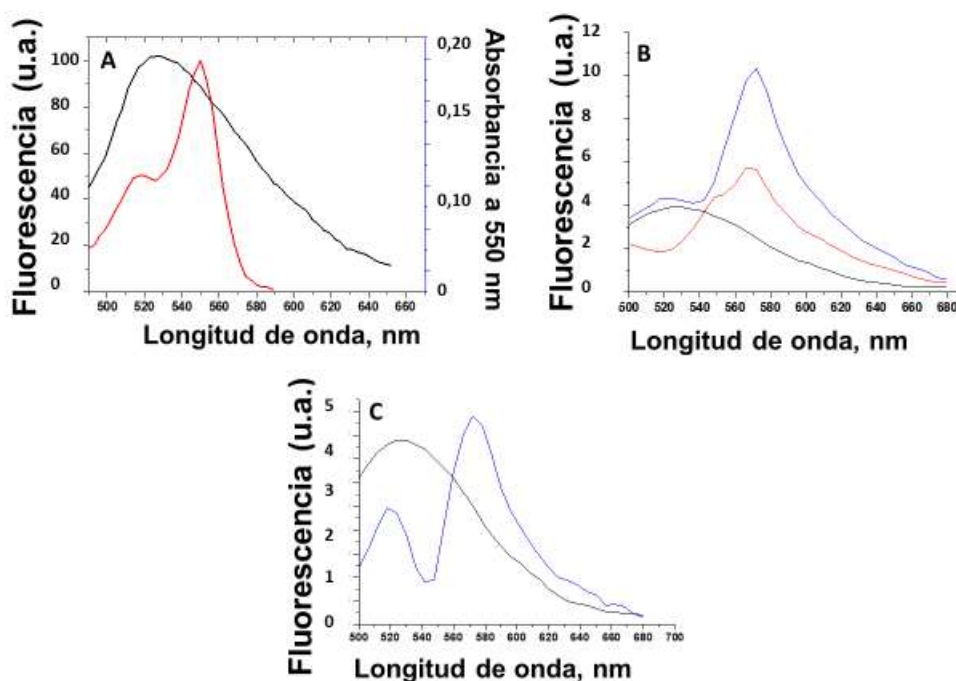 A
Fluorescencia (u.a.)
100
80
60
40
20
0
500 520 540 560 580 600 620 640 660
Longitud de onda, nm
0,20
0,15
0,10
0
Absorbancia a 550 nm
B
Fluorescencia (u.a.)
12
10
8
6
4
2
0
500 520 540 560 580 600 620 640 660 680
Longitud de onda, nm
C
Fluorescencia (u.a.)
5
4
3
2
1
0
500 520 540 560 580 600 620 640 660 680 700
Longitud de onda, nm